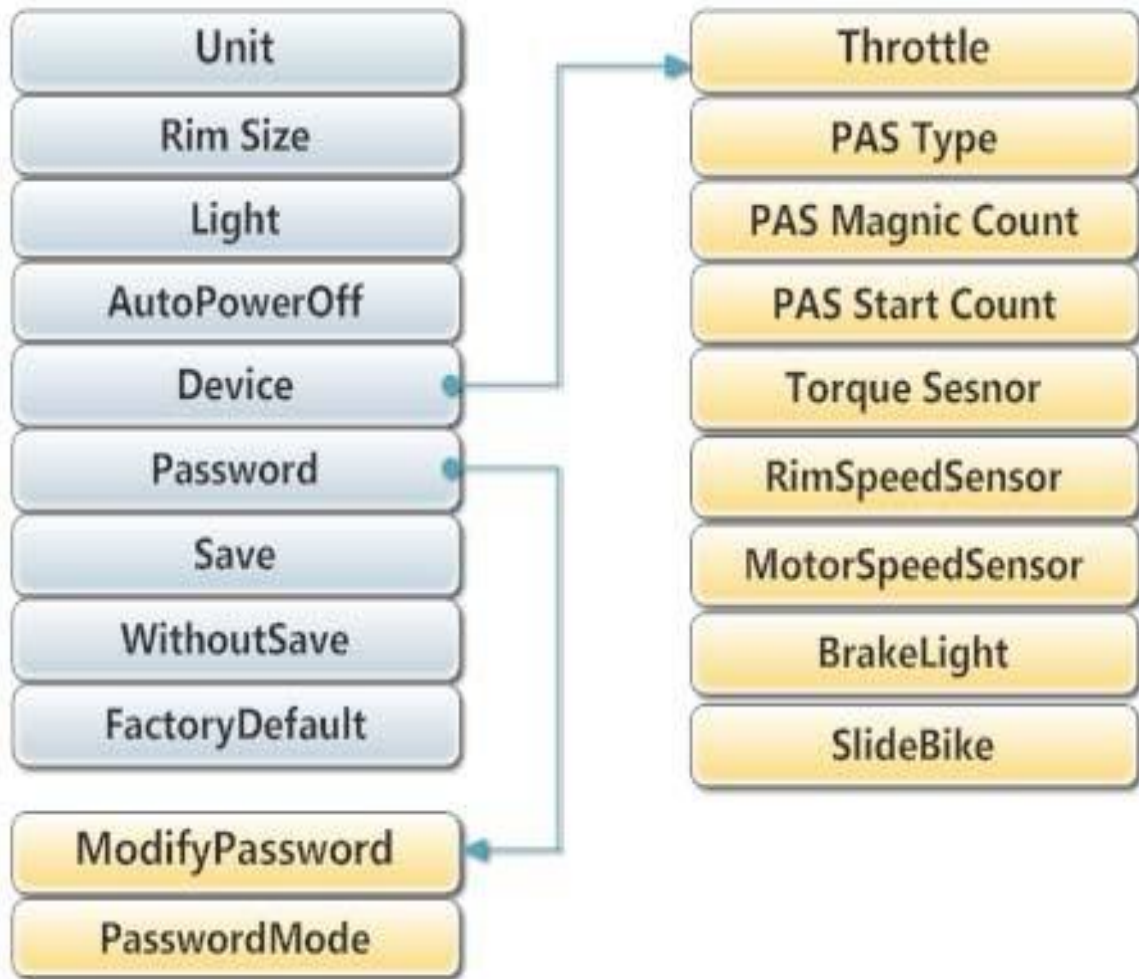 Unit
Rim Size
Light
AutoPowerOff
Device
Password
Save
WithoutSave
FactoryDefault
ModifyPassword
PasswordMode
Throttle
PAS Type
PAS Magnic Count
PAS Start Count
Torque Sesnor
RimSpeedSensor
MotorSpeedSensor
BrakeLight
SlideBike